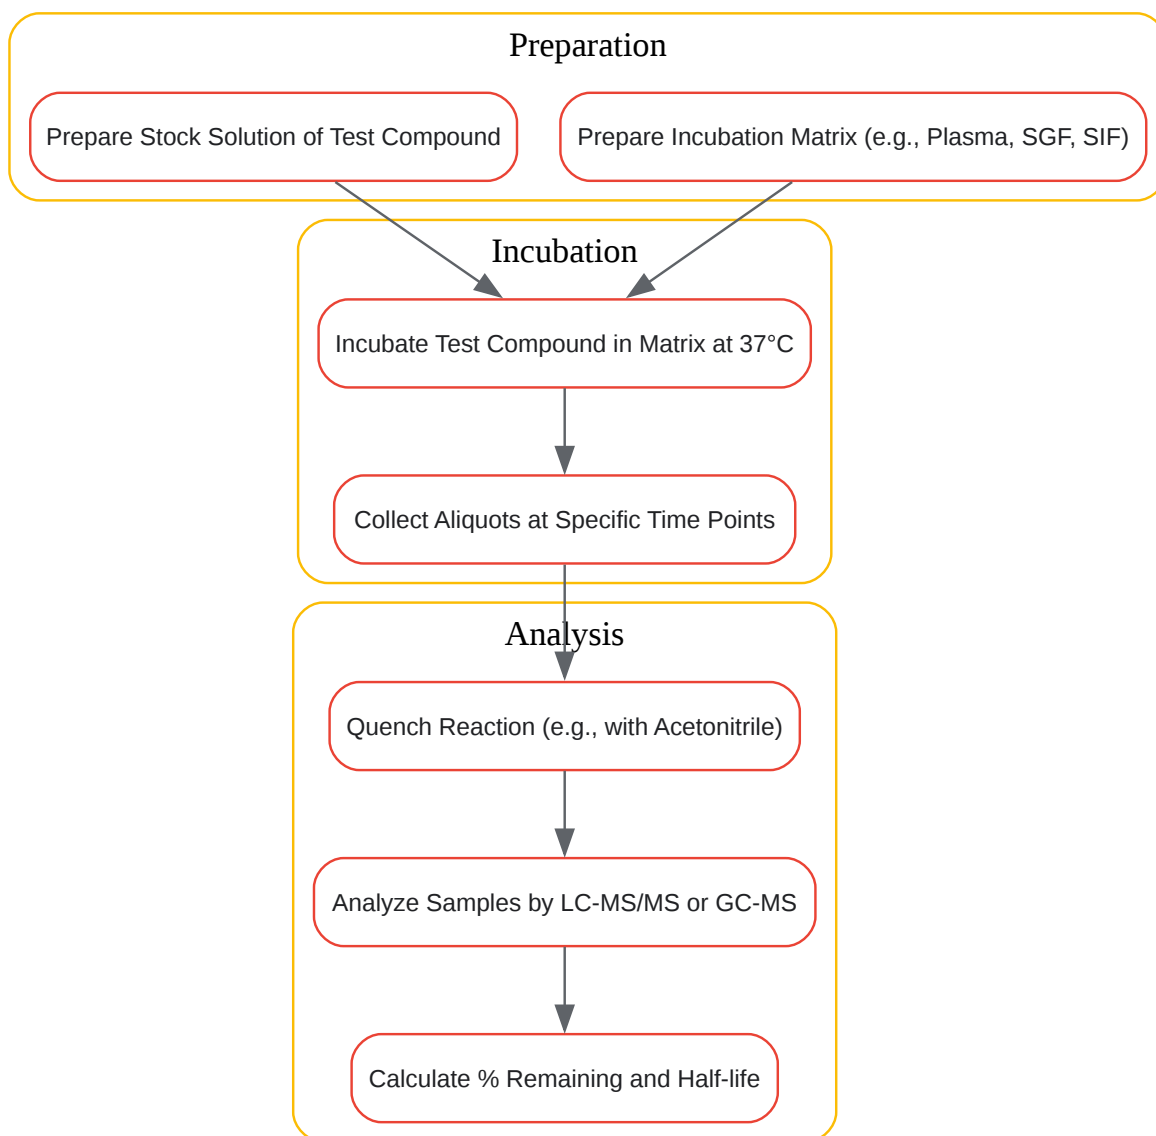 Preparation
Prepare Stock Solution of Test Compound
Prepare Incubation Matrix (e.g., Plasma, SGF, SIF)
Incubation
Incubate Test Compound in Matrix at 37°C
Collect Aliquots at Specific Time Points
Analysis
Quench Reaction (e.g., with Acetonitrile)
Analyze Samples by LC-MS/MS or GC-MS
Calculate % Remaining and Half-life